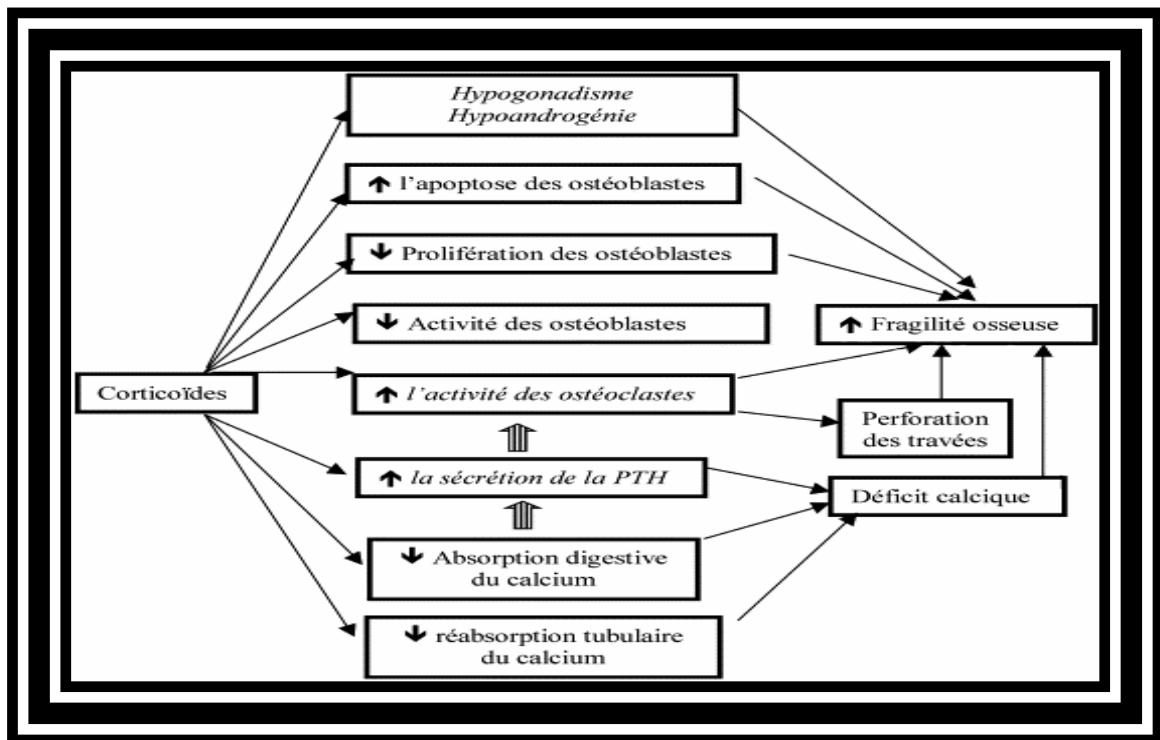 Hypogonadisme
Hypoandrogénie
↑ l'apoptose des ostéoblastes
↓ Prolifération des ostéoblastes
↓ Activité des ostéoblastes
↑ Fragilité osseuse
Corticoïdes
↑ l'activité des ostéoclastes
Perforation
des travées
↑ la sécrétion de la PTH
Déficit calcique
↓ Absorption digestive
du calcium
↓ réabsorption tubulaire
du calcium